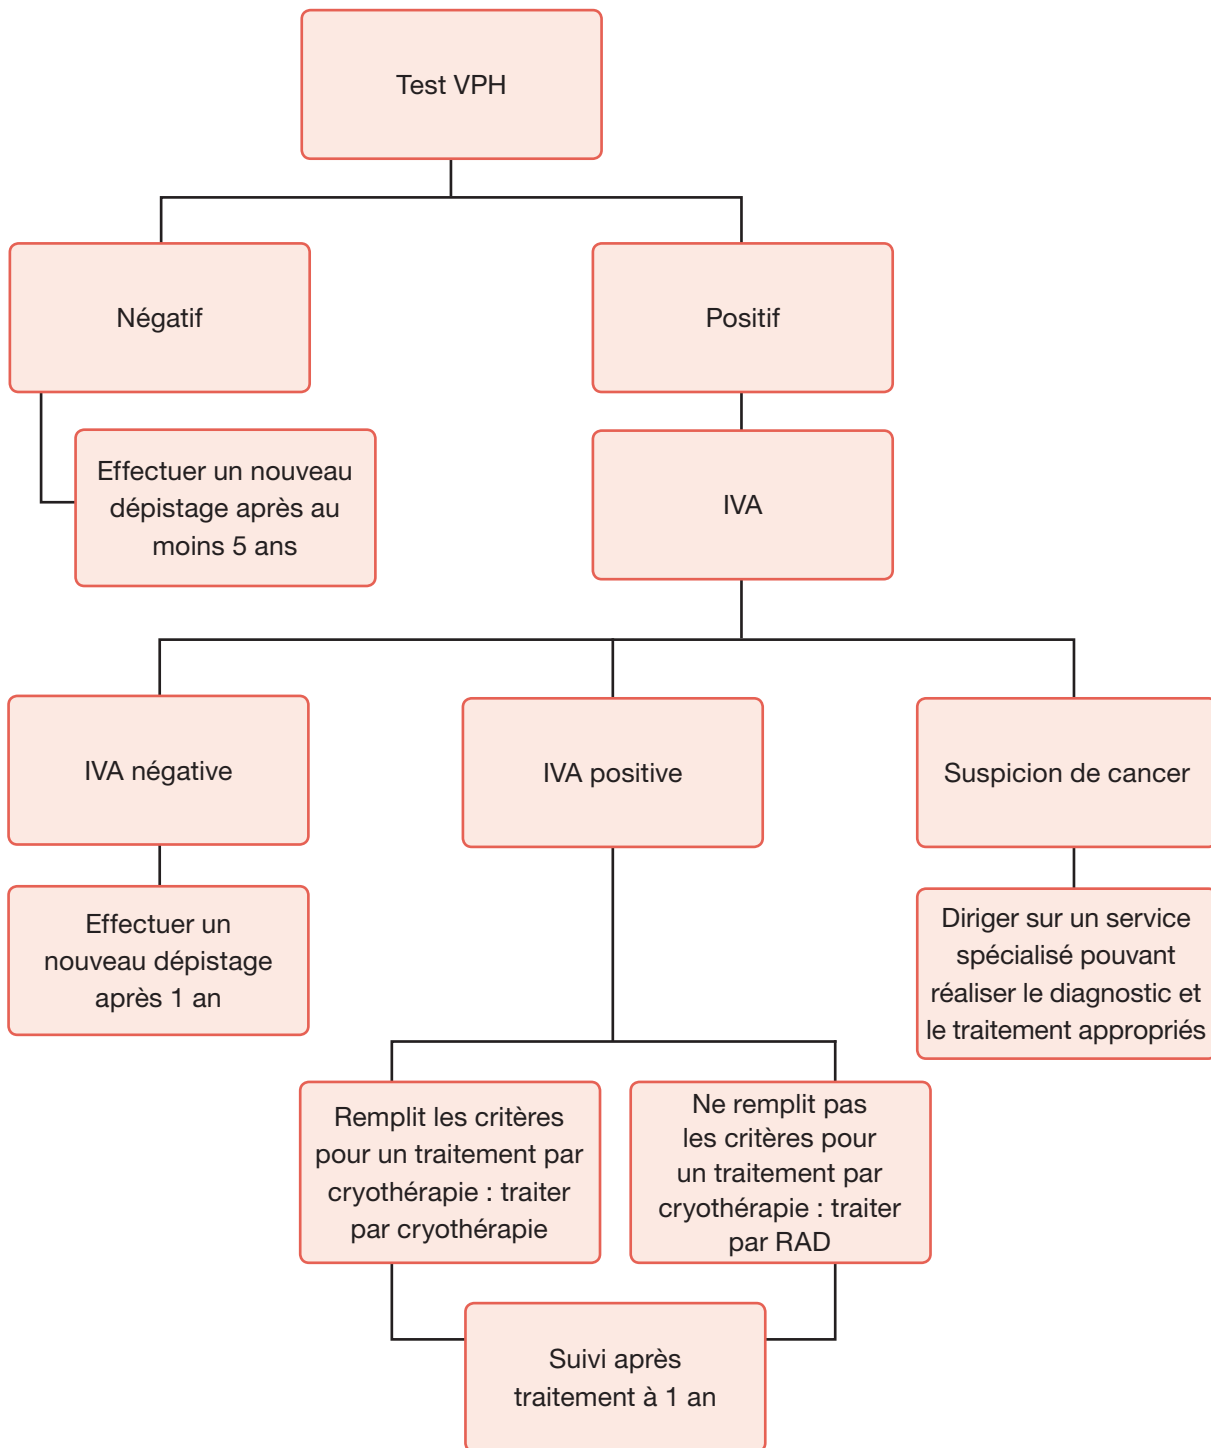 Test VPH
Négatif
Positif
Effectuer un nouveau
dépistage après au
moins 5 ans
IVA
IVA négative
IVA positive
Suspicion de cancer
Effectuer un
nouveau dépistage
après 1 an
Diriger sur un service
spécialisé pouvant
réaliser le diagnostic et
le traitement appropriés
Remplit les critères
pour un traitement par
cryothérapie : traiter
par cryothérapie
Ne remplit pas
les critères pour
un traitement par
cryothérapie : traiter
par RAD
Suivi après
traitement à 1 an